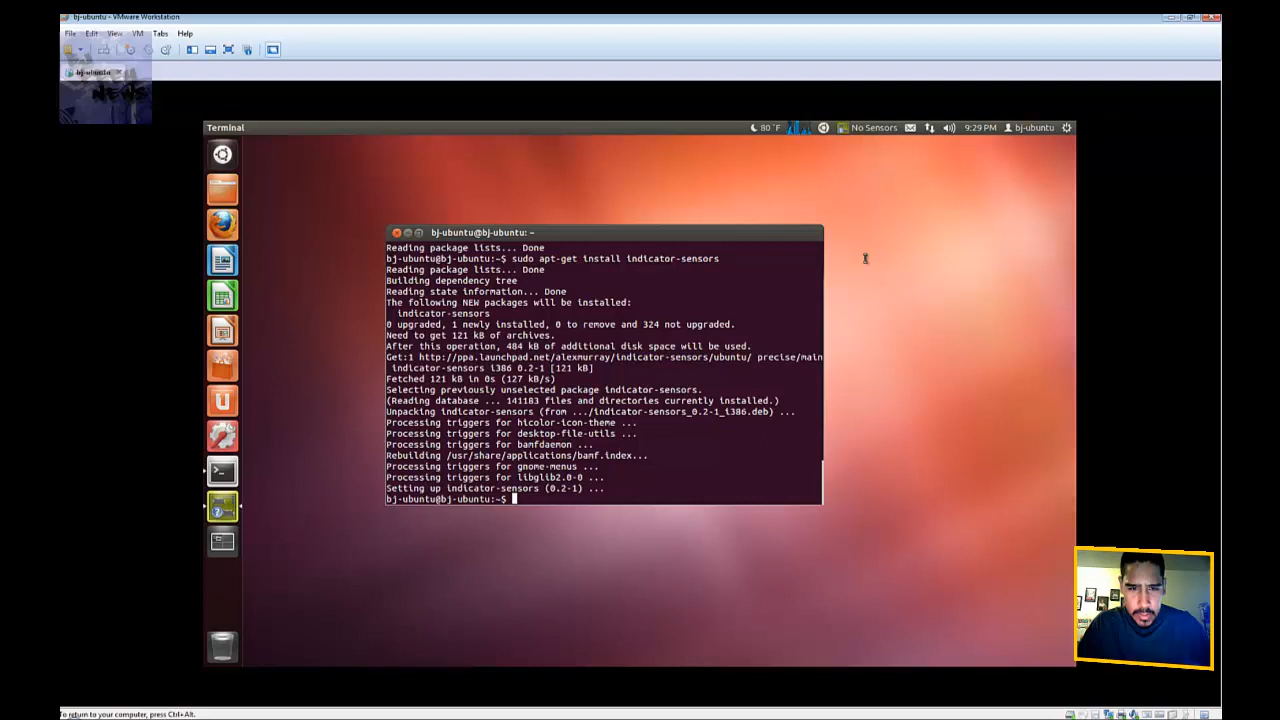 bj-ubuntu - VMware Workstation
File Edit View VM Tabs Help
bj-ubuntu
NEWS
Terminal
80 °F No Sensors 9:29 PM bj-ubuntu
bj-ubuntu@bj-ubuntu: ~
Reading package lists... Done
bj-ubuntu@bj-ubuntu:~$ sudo apt-get install indicator-sensors
Reading package lists... Done
Building dependency tree
Reading state information... Done
The following NEW packages will be installed:
indicator-sensors
0 upgraded, 1 newly installed, 0 to remove and 324 not upgraded.
Need to get 121 kB of archives.
After this operation, 484 kB of additional disk space will be used.
Get:1 http://ppa.launchpad.net/alexmurray/indicator-sensors/ubuntu/ precise/main
indicator-sensors i386 0.2-1 [121 kB]
Fetched 121 kB in 0s (127 kB/s)
Selecting previously unselected package indicator-sensors.
(Reading database ... 141183 files and directories currently installed.)
Unpacking indicator-sensors (from .../indicator-sensors_0.2-1_i386.deb) ...
Processing triggers for hicolor-icon-theme ...
Processing triggers for desktop-file-utils ...
Processing triggers for bamfdaemon ...
Rebuilding /usr/share/applications/bamf.index...
Processing triggers for gnome-menus ...
Processing triggers for libglib2.0-0 ...
Setting up indicator-sensors (0.2-1) ...
bj-ubuntu@bj-ubuntu:~$
To return to your computer, press Ctrl+Alt.